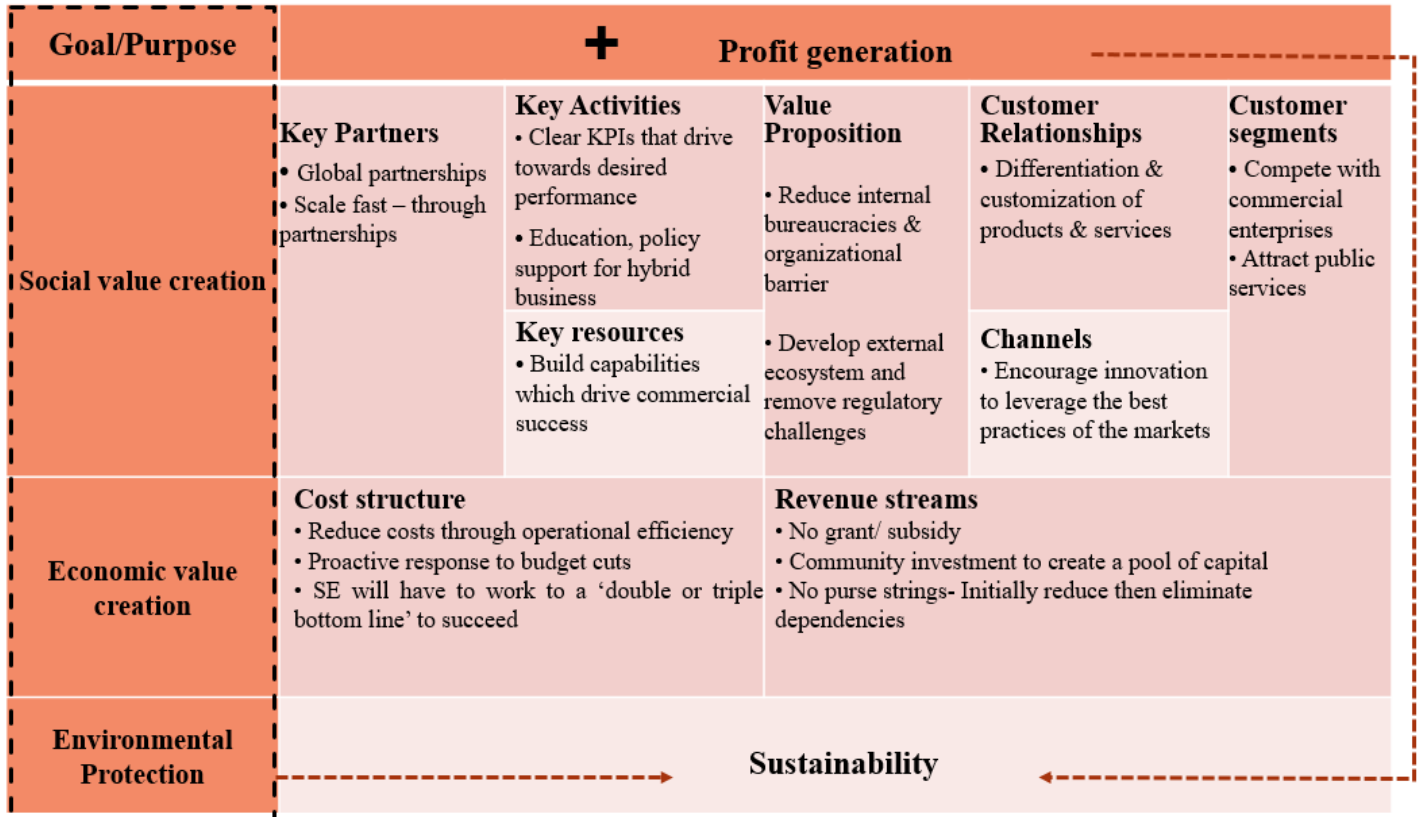 Goal/Purpose
+
Profit generation
Social value creation
Key Partners
• Global partnerships
• Scale fast – through
partnerships
Key Activities
• Clear KPIs that drive
towards desired
performance
• Education, policy
support for hybrid
business
Key resources
• Build capabilities
which drive commercial
success
Value
Proposition
• Reduce internal
bureaucracies &
organizational
barrier
• Develop external
ecosystem and
remove regulatory
challenges
Customer
Relationships
• Differentiation &
customization of
products & services
Channels
• Encourage innovation
to leverage the best
practices of the markets
Customer
segments
• Compete with
commercial
enterprises
• Attract public
services
Economic value
creation
Cost structure
• Reduce costs through operational efficiency
• Proactive response to budget cuts
• SE will have to work to a ‘double or triple
bottom line’ to succeed
Revenue streams
• No grant/ subsidy
• Community investment to create a pool of capital
• No purse strings- Initially reduce then eliminate
dependencies
Environmental
Protection
Sustainability